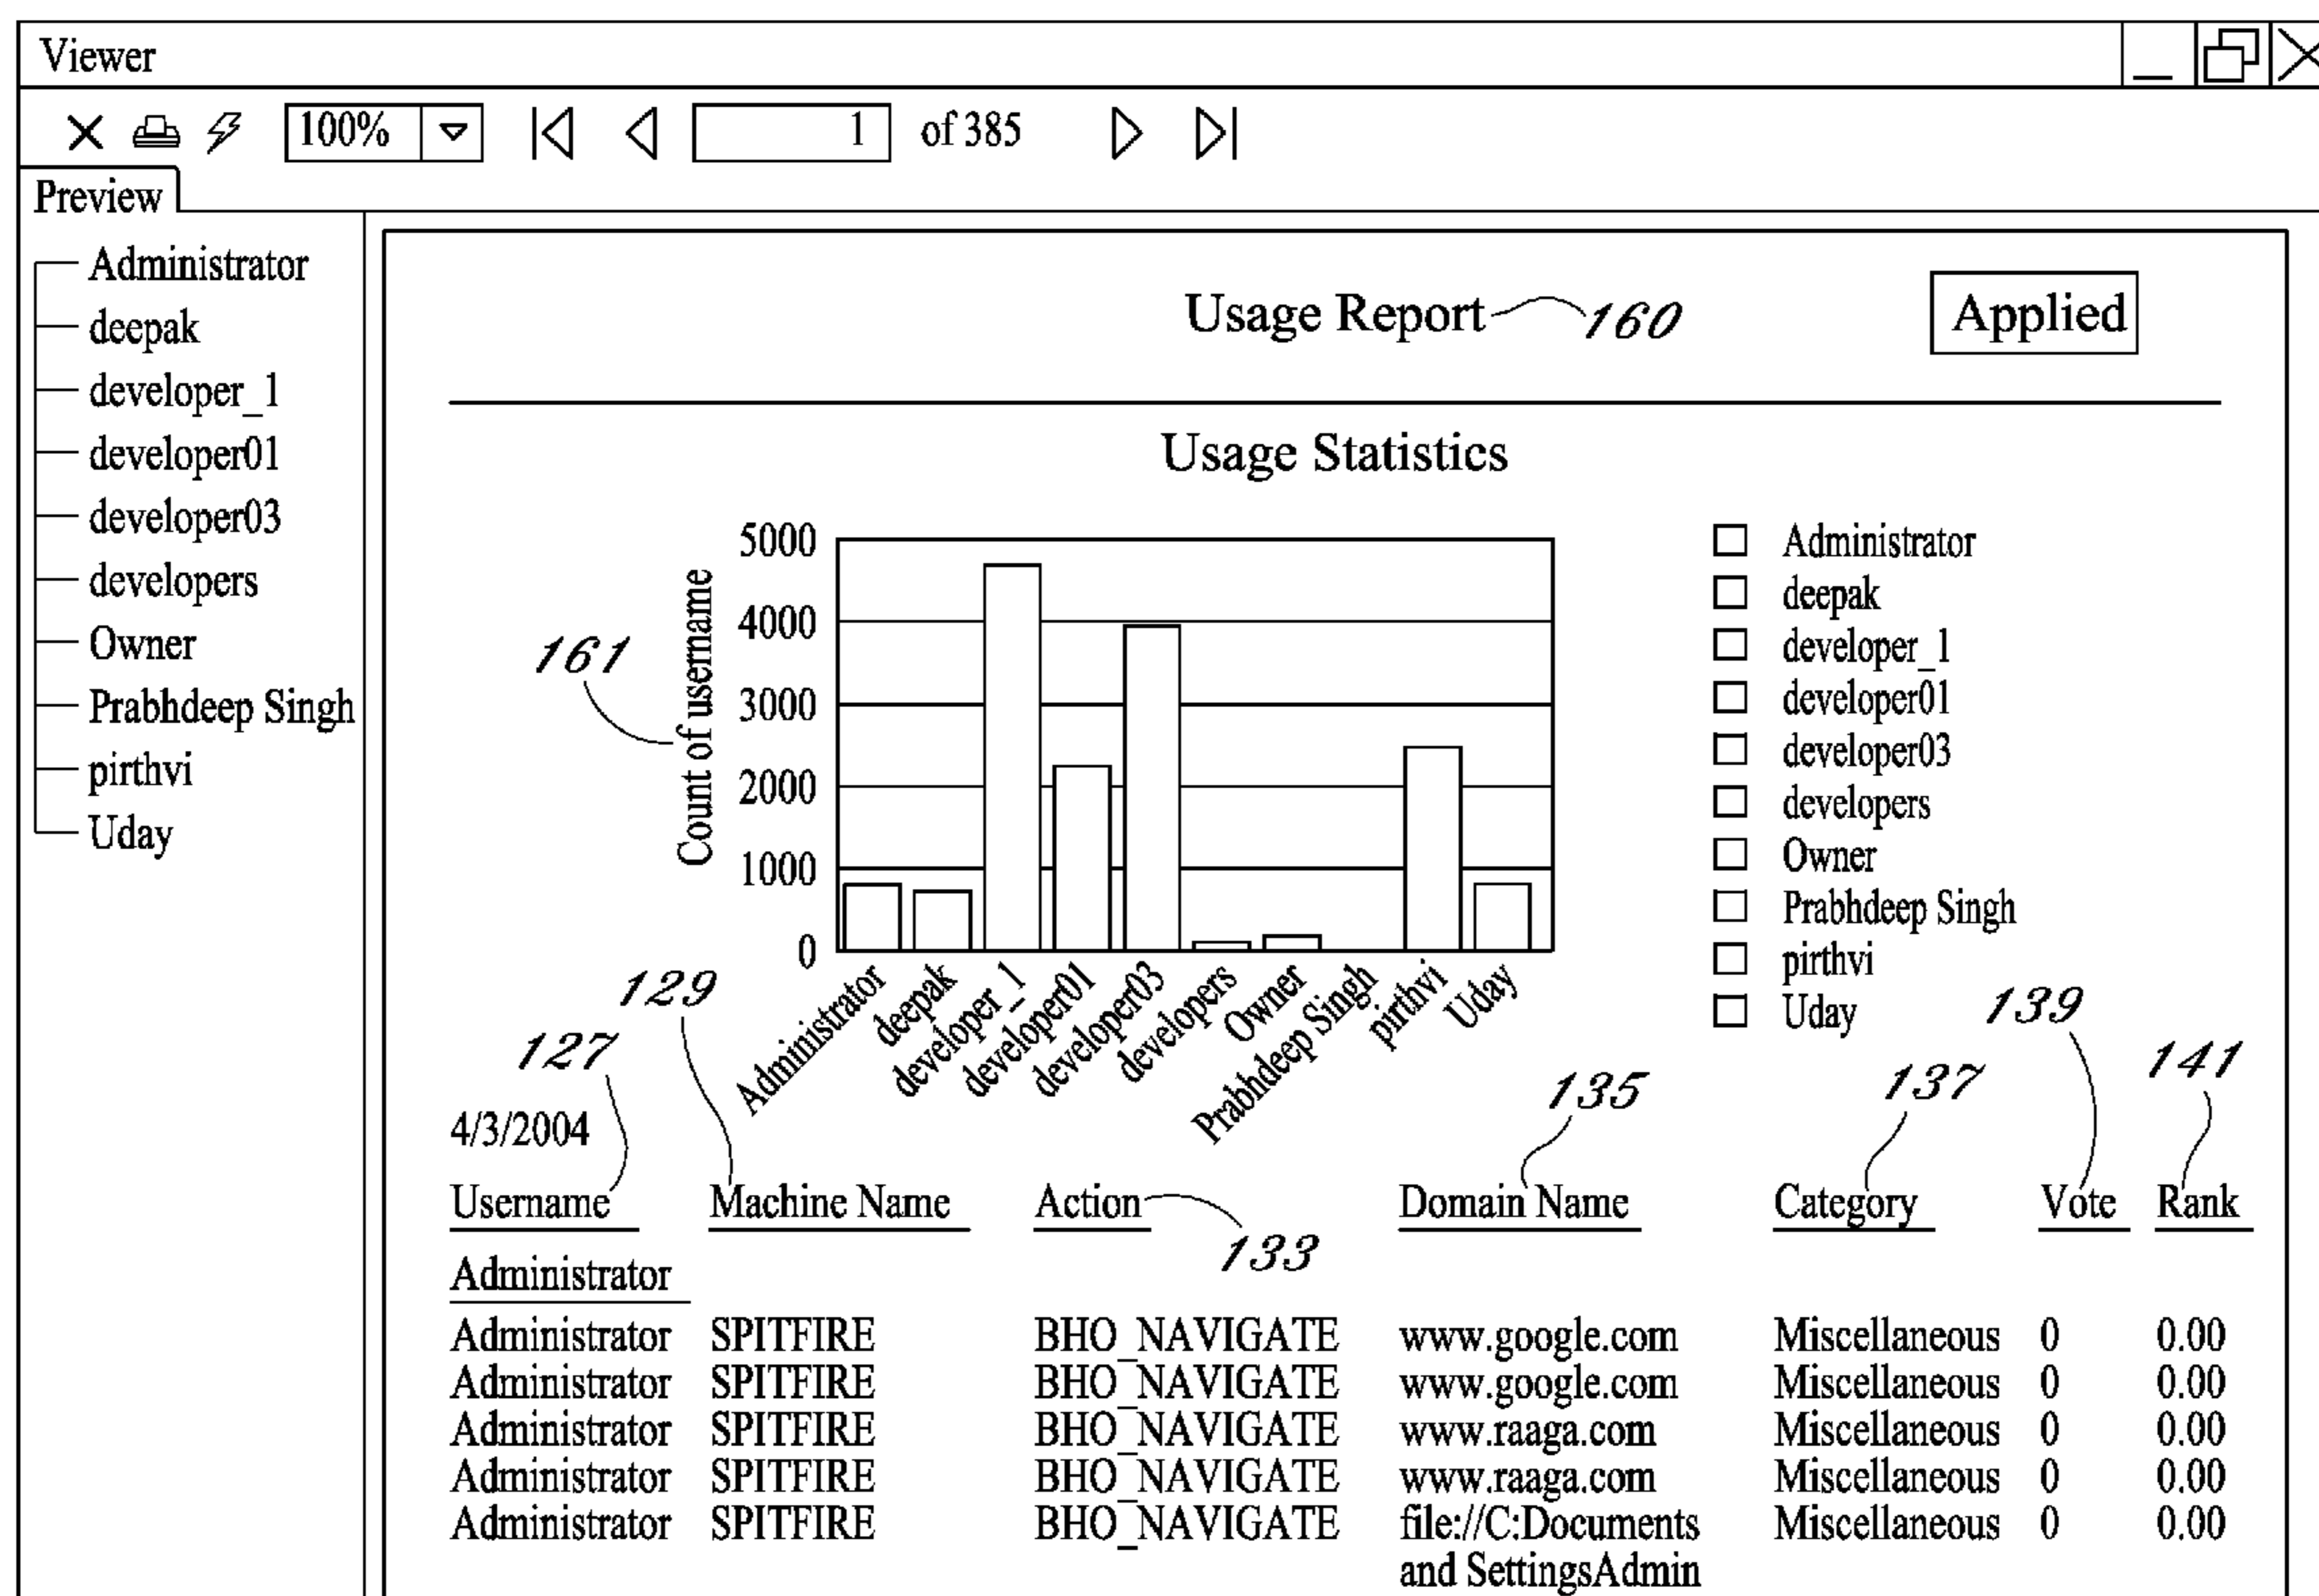 Viewer
100% 1 of 385
Preview
Administrator
deepak
developer_1
developer01
developer03
developers
Owner
Prabhdeep Singh
pirthvi
Uday
Usage Report 160 Applied
Usage Statistics
161
Count of username
5000
4000
3000
2000
1000
0
Administrator
deepak
developer_1
developer01
developer03
developers
Owner
Prabhdeep Singh
pirthvi
Uday
Administrator
deepak
developer_1
developer01
developer03
developers
Owner
Prabhdeep Singh
pirthvi
Uday
129
127
139
141
137
135
4/3/2004
Username Machine Name Action Domain Name Category Vote Rank
133
Administrator
Administrator SPITFIRE BHO_NAVIGATE www.google.com Miscellaneous 0 0.00
Administrator SPITFIRE BHO_NAVIGATE www.google.com Miscellaneous 0 0.00
Administrator SPITFIRE BHO_NAVIGATE www.raaga.com Miscellaneous 0 0.00
Administrator SPITFIRE BHO_NAVIGATE www.raaga.com Miscellaneous 0 0.00
Administrator SPITFIRE BHO_NAVIGATE file://C:Documents Miscellaneous 0 0.00
and SettingsAdmin